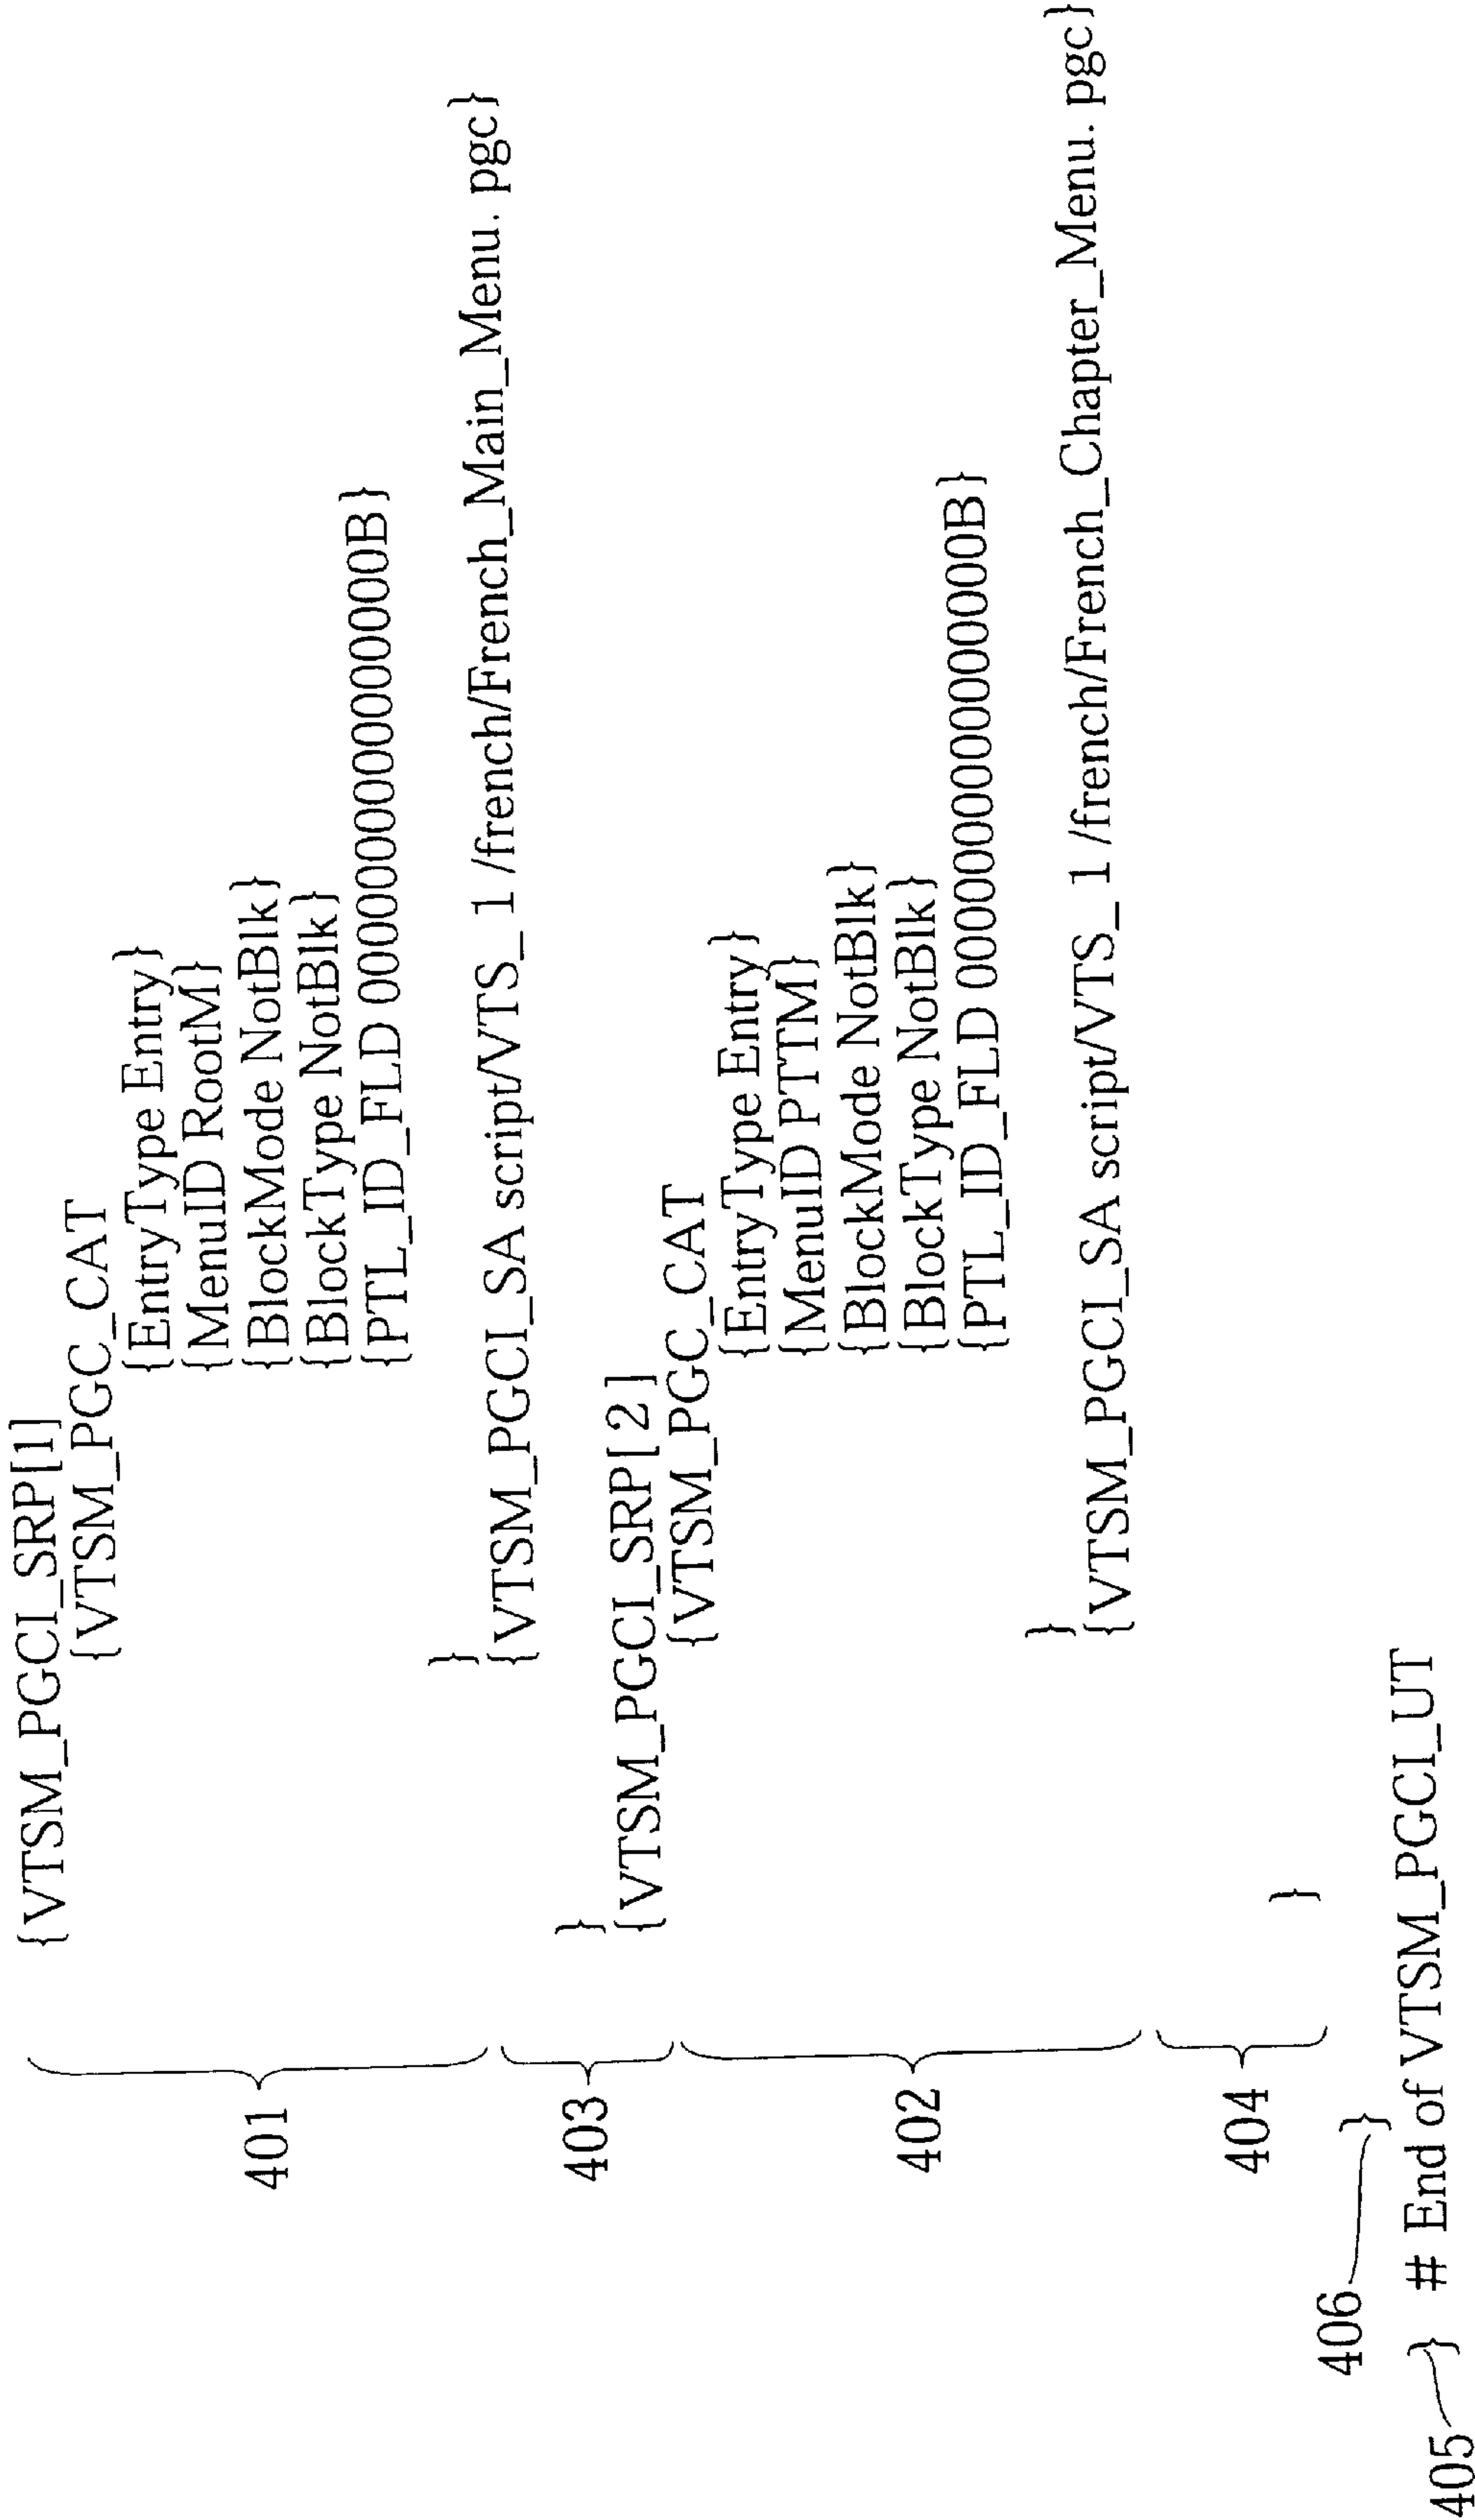 {VTSM_PGCI_SRP[1]
{VTSM_PGC_CAT
{EntryType Entry}
{MenuID RootM}
401
{BlockMode NotBlk}
{BlockType NotBlk}
{PTL_ID_FLD 0000000000000000B}
}
{VTSM_PGCI_SA script/VTS_1 /french/French_Main_Menu. pgc}
403
}
{VTSM_PGCI_SRP[2]
{VTSM_PGC_CAT
{EntryType Entry}
{MenuID PTTM}
{BlockMode NotBlk}
402
{BlockType NotBlk}
{PTL_ID_FLD 0000000000000000B}
}
{VTSM_PGCI_SA script/VTS_1 /french/French_Chapter_Menu. pgc}
404
}
406
}
} # End of VTSM_PGCI_UT
405